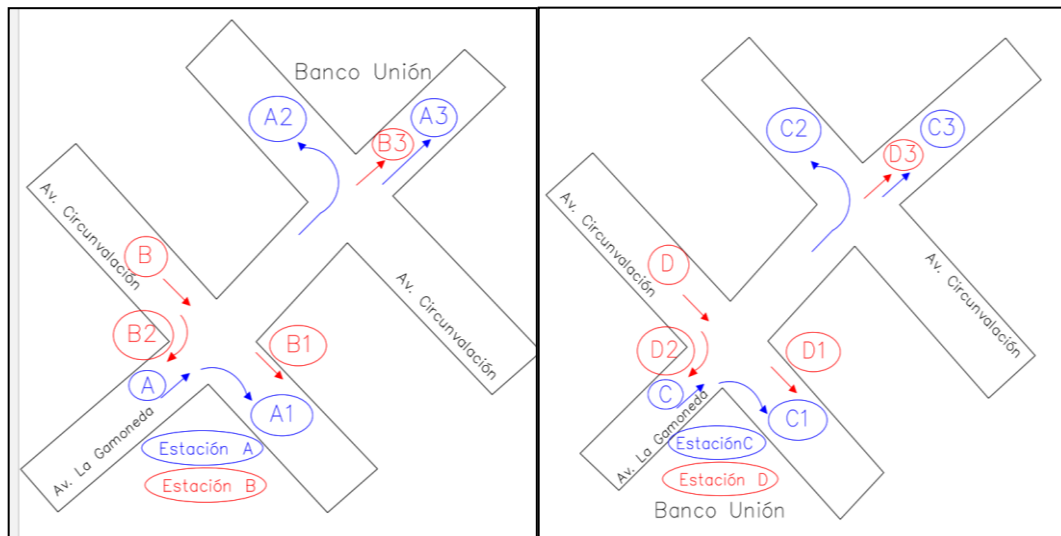 Banco Unión
A2
A3
B3
Av. Circunvalación
B
Av. Circunvalación
B2
B1
A
A1
Av. La Gamoneda
Estación A
Estación B
C2
C3
D3
Av. Circunvalación
D
Av. Circunvalación
D2
D1
C
C1
Av. La Gamoneda
EstaciónC
Estación D
Banco Unión